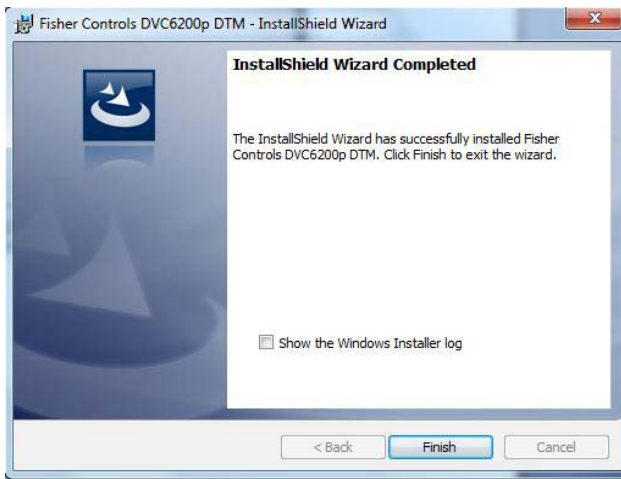 Fisher Controls DVC6200p DTM - InstallShield Wizard
InstallShield Wizard Completed
The InstallShield Wizard has successfully installed Fisher
Controls DVC6200p DTM. Click Finish to exit the wizard.
Show the Windows Installer log
< Back
Finish
Cancel